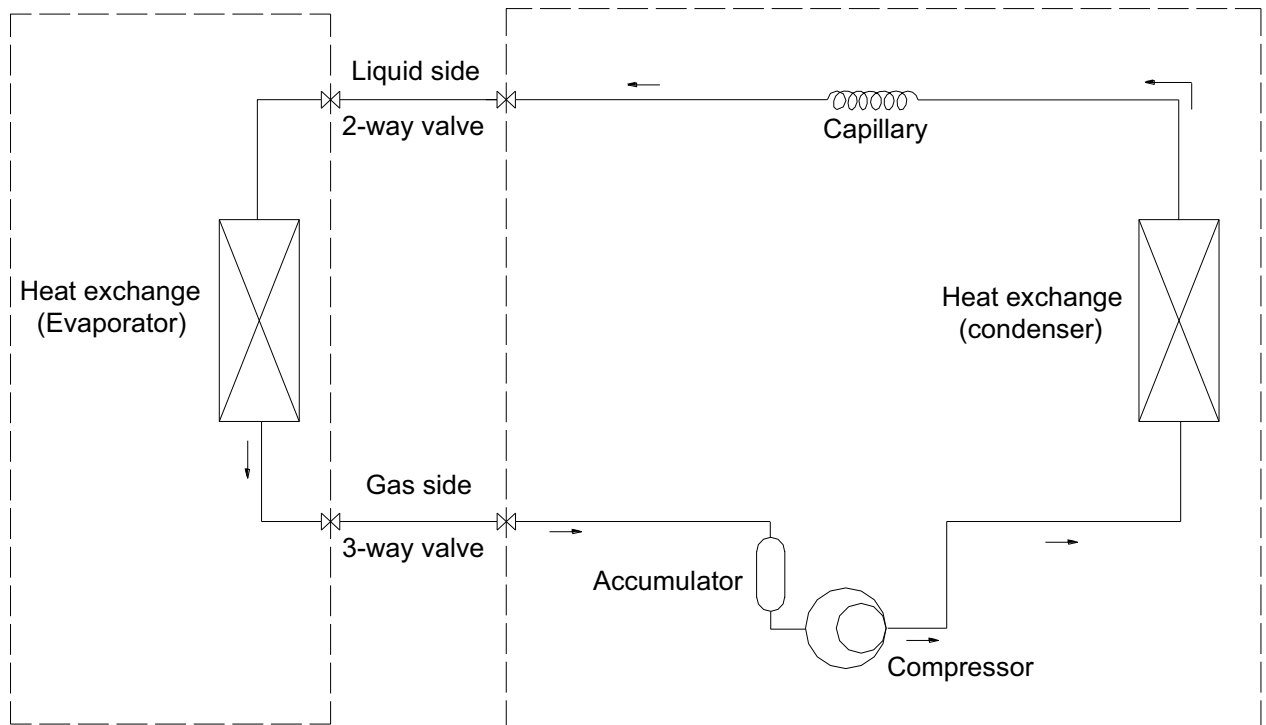 Liquid side
2-way valve
Capillary
Heat exchange
(Evaporator)
Heat exchange
(condenser)
Gas side
3-way valve
Accumulator
Compressor